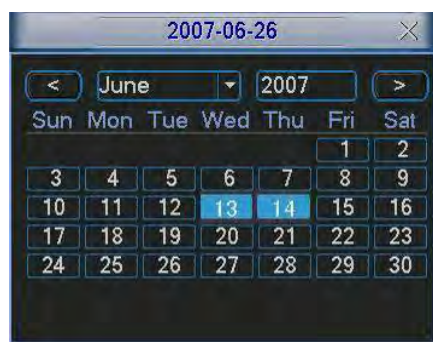 2007-06-26
< June 2007 >
Sun Mon Tue Wed Thu Fri Sat
1 2
3 4 5 6 7 8 9
10 11 12 13 14 15 16
17 18 19 20 21 22 23
24 25 26 27 28 29 30